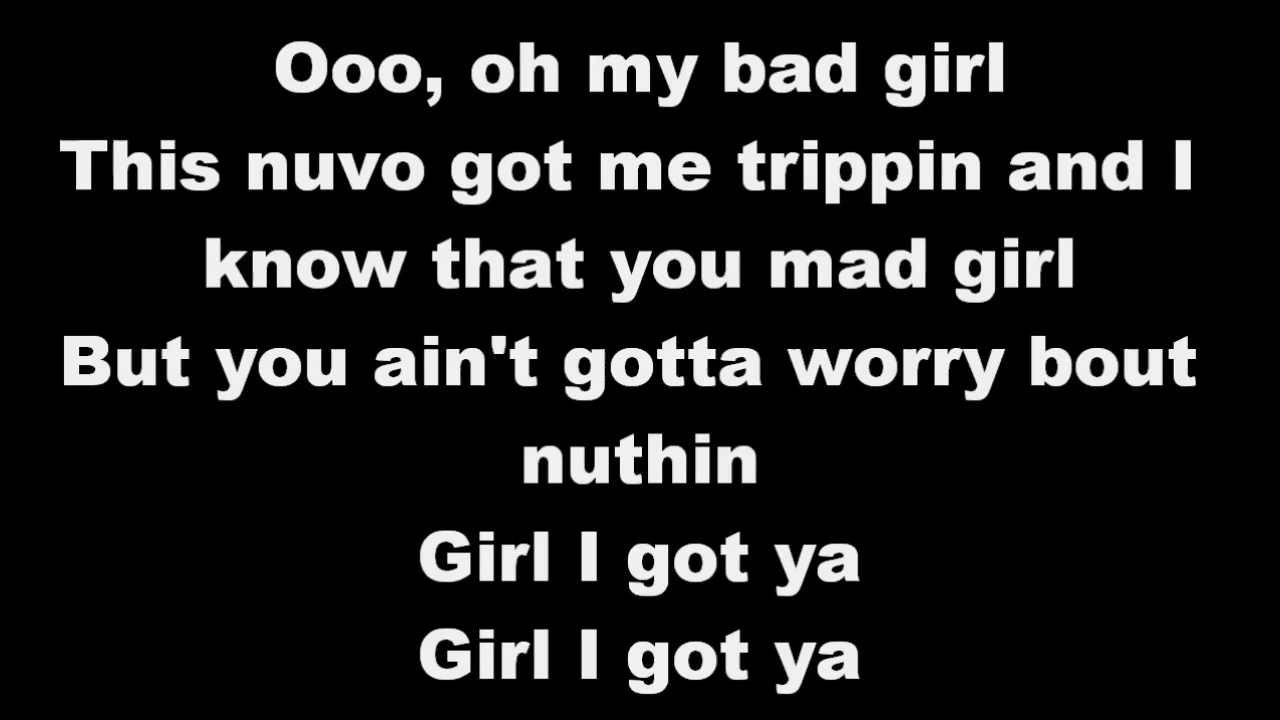 Ooo, oh my bad girl
This nuvo got me trippin and I
know that you mad girl
But you ain't gotta worry bout
nuthin
Girl I got ya
Girl I got ya